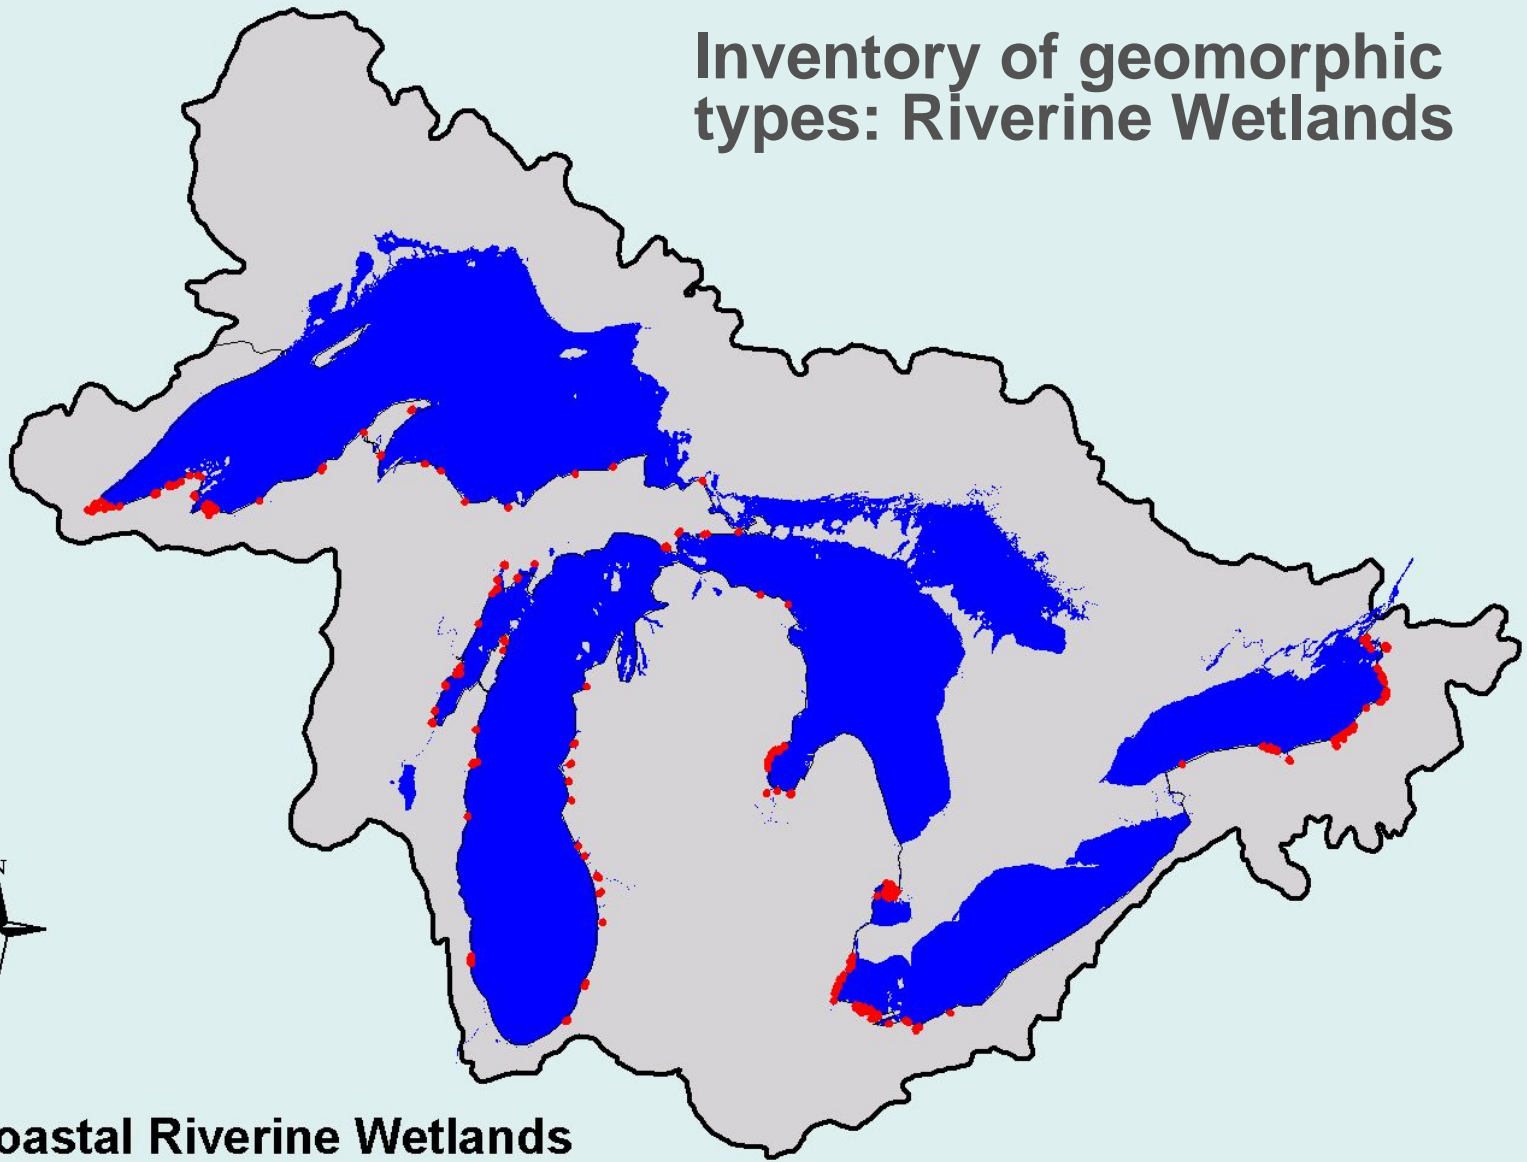 Inventory of geomorphic
types: Riverine Wetlands
N
oastal Riverine Wetlands